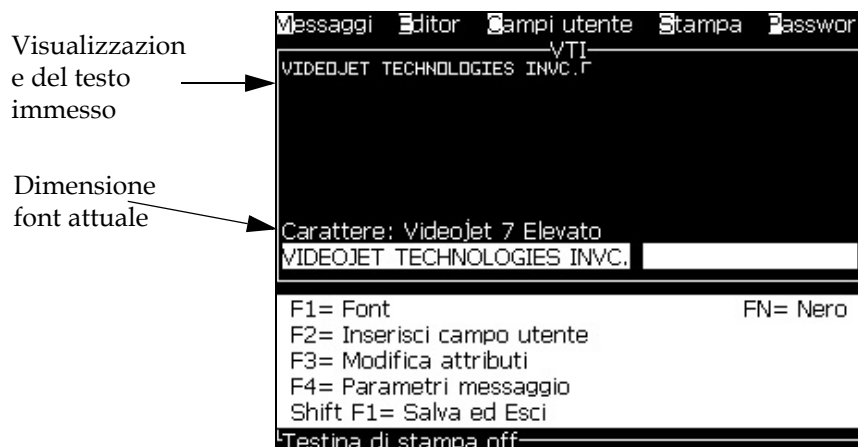 Messaggi Editor Campi utente Stampa Passwor
VTI
VIDEOJET TECHNOLOGIES INVC.
Visualizzazion
e del testo
immesso
Dimensione
font attuale
Carattere: Videojet 7 Elevato
VIDEOJET TECHNOLOGIES INVC.
F1= Font FN= Nero
F2= Inserisci campo utente
F3= Modifica attributi
F4= Parametri messaggio
Shift F1= Salva ed Esci
Testina di stampa off